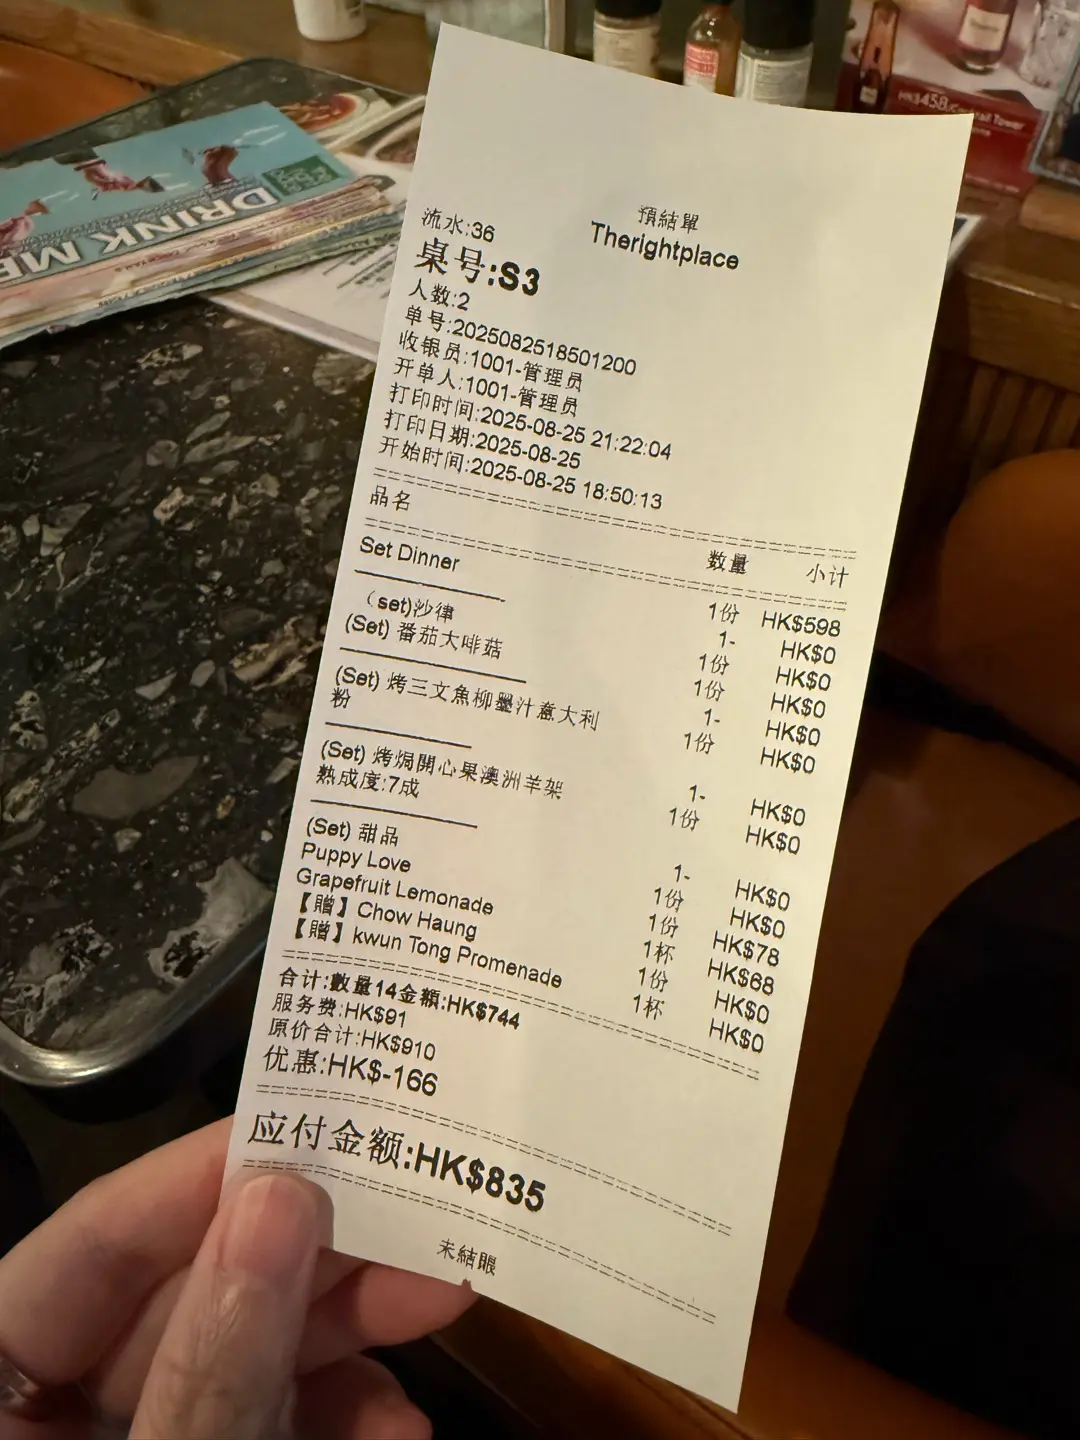 預結單
Therightplace
流水:36
桌号:S3
人数:2
单号:2025082518501200
收银员:1001-管理员
开单人:1001-管理员
打印时间:2025-08-25 21:22:04
打印日期:2025-08-25
开始时间:2025-08-25 18:50:13
品名 数量 小计
Set Dinner 1份 HK$598
1- HK$0
(set)沙律 1份 HK$0
(Set) 番茄大啡菇 1份 HK$0
1- HK$0
(Set) 烤三文魚柳墨汁意大利粉 1份 HK$0
1- HK$0
(Set) 烤焗開心果澳洲羊架 1份 HK$0
熟成度:7成
1- HK$0
(Set) 甜品 1份 HK$0
Puppy Love 1份 HK$78
Grapefruit Lemonade 1杯 HK$68
【贈】Chow Haung 1份 HK$0
【贈】kwun Tong Promenade 1杯 HK$0
合计:數量14金額:HK$744
服务费:HK$91
原价合计:HK$910
优惠:HK$-166
应付金额:HK$835
未結賬
DRINK ME
HK$458/Cocktail Tower